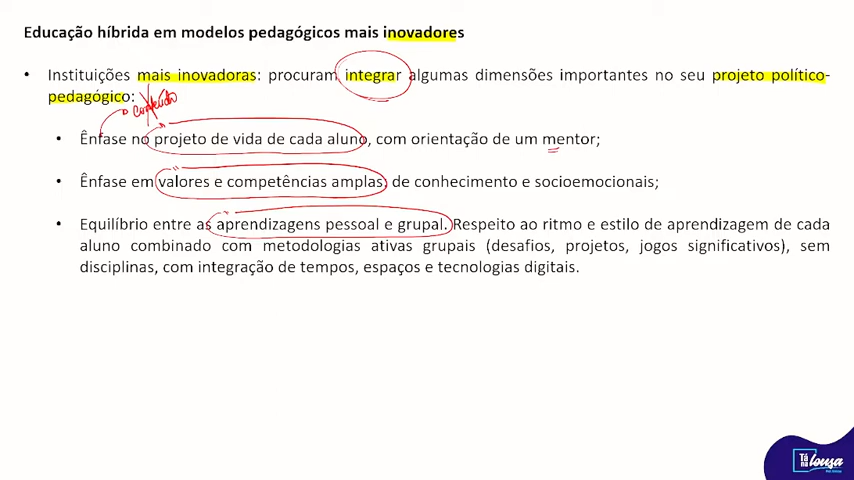 Educação híbrida em modelos pedagógicos mais inovadores
• Instituições mais inovadoras: procuram integrar algumas dimensões importantes no seu projeto político-
pedagógico:
conteúdo
• Ênfase no projeto de vida de cada aluno, com orientação de um mentor;
• Ênfase em valores e competências amplas, de conhecimento e socioemocionais;
• Equilíbrio entre as aprendizagens pessoal e grupal. Respeito ao ritmo e estilo de aprendizagem de cada
aluno combinado com metodologias ativas grupais (desafios, projetos, jogos significativos), sem
disciplinas, com integração de tempos, espaços e tecnologias digitais.
Tá
na lousa